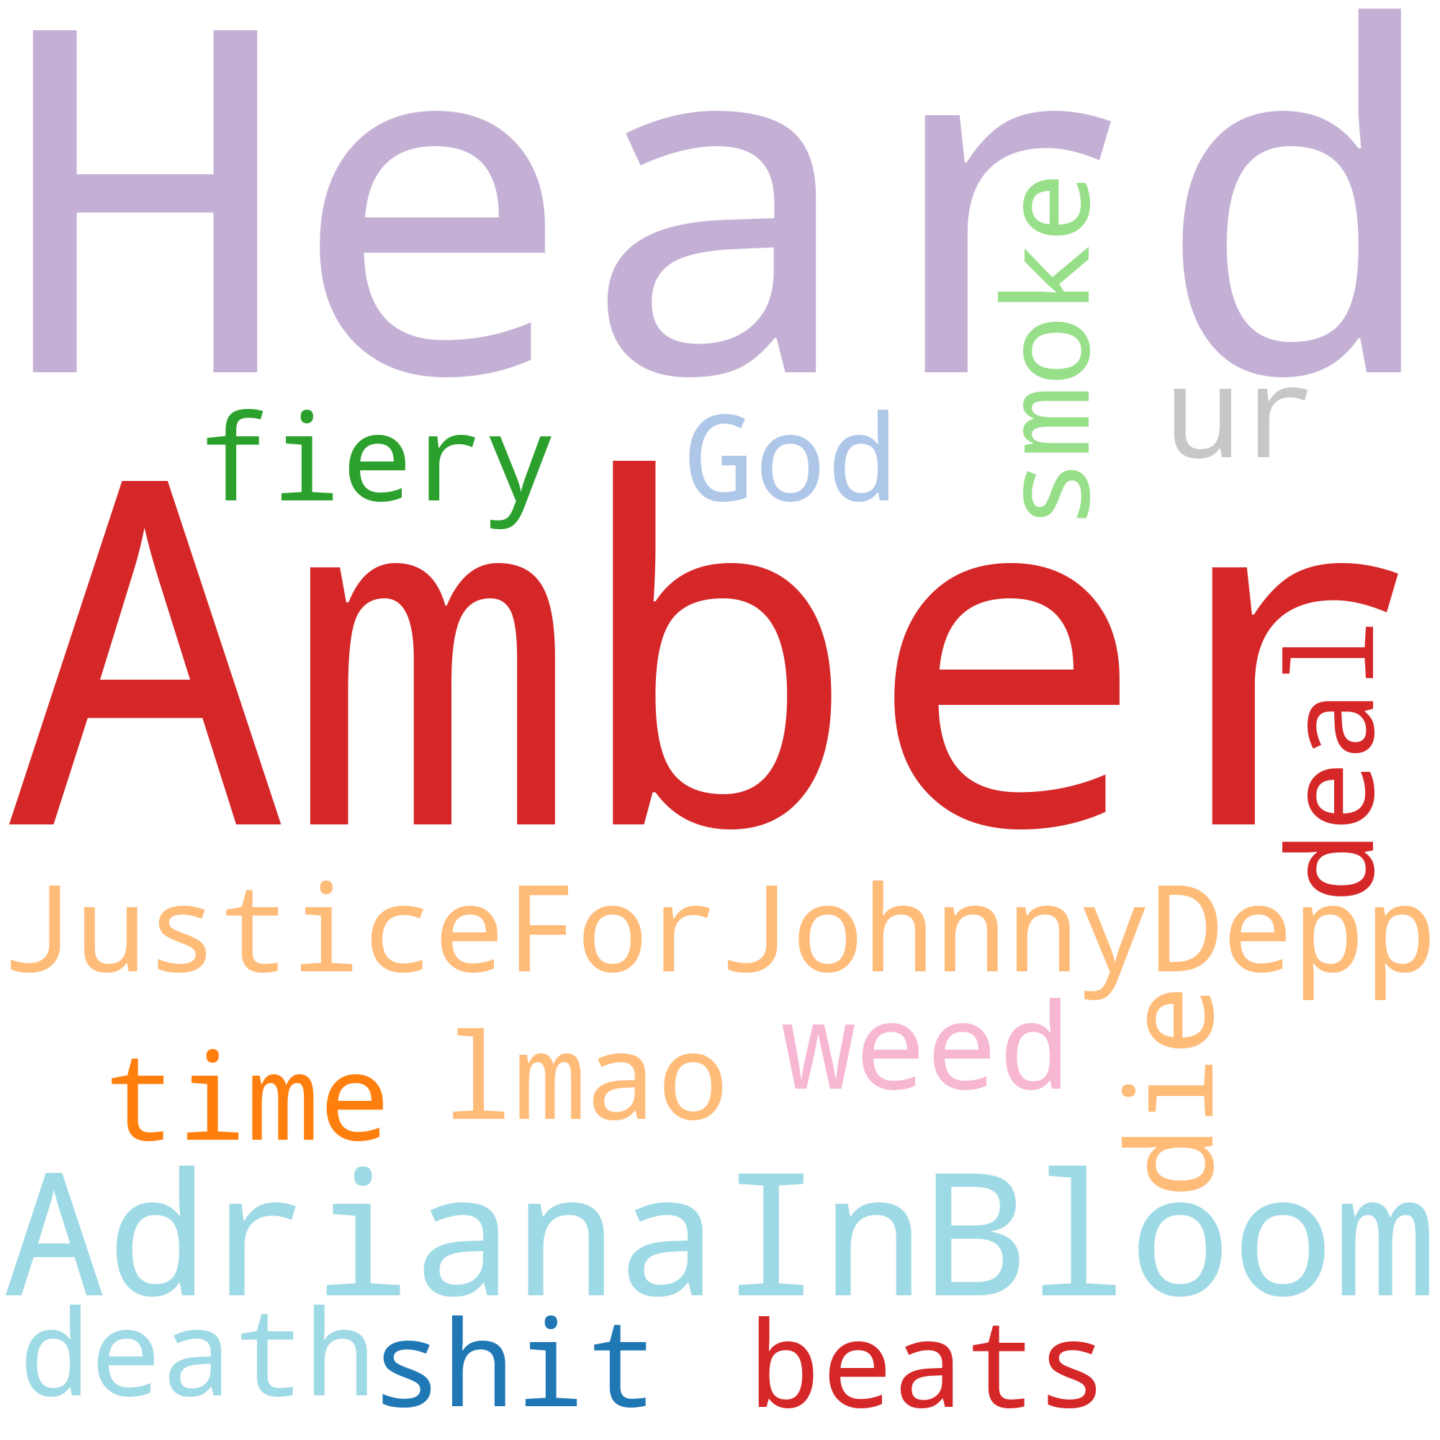 Heard
smoke
fiery God ur
Amber
deal
JusticeForJohnnyDepp
time lmao weed
die
AdrianaInBloom
death shit beats